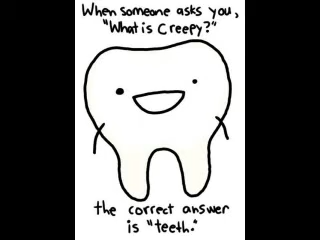 When someone asks you,
"What is Creepy?"
the correct answer
is "teeth."